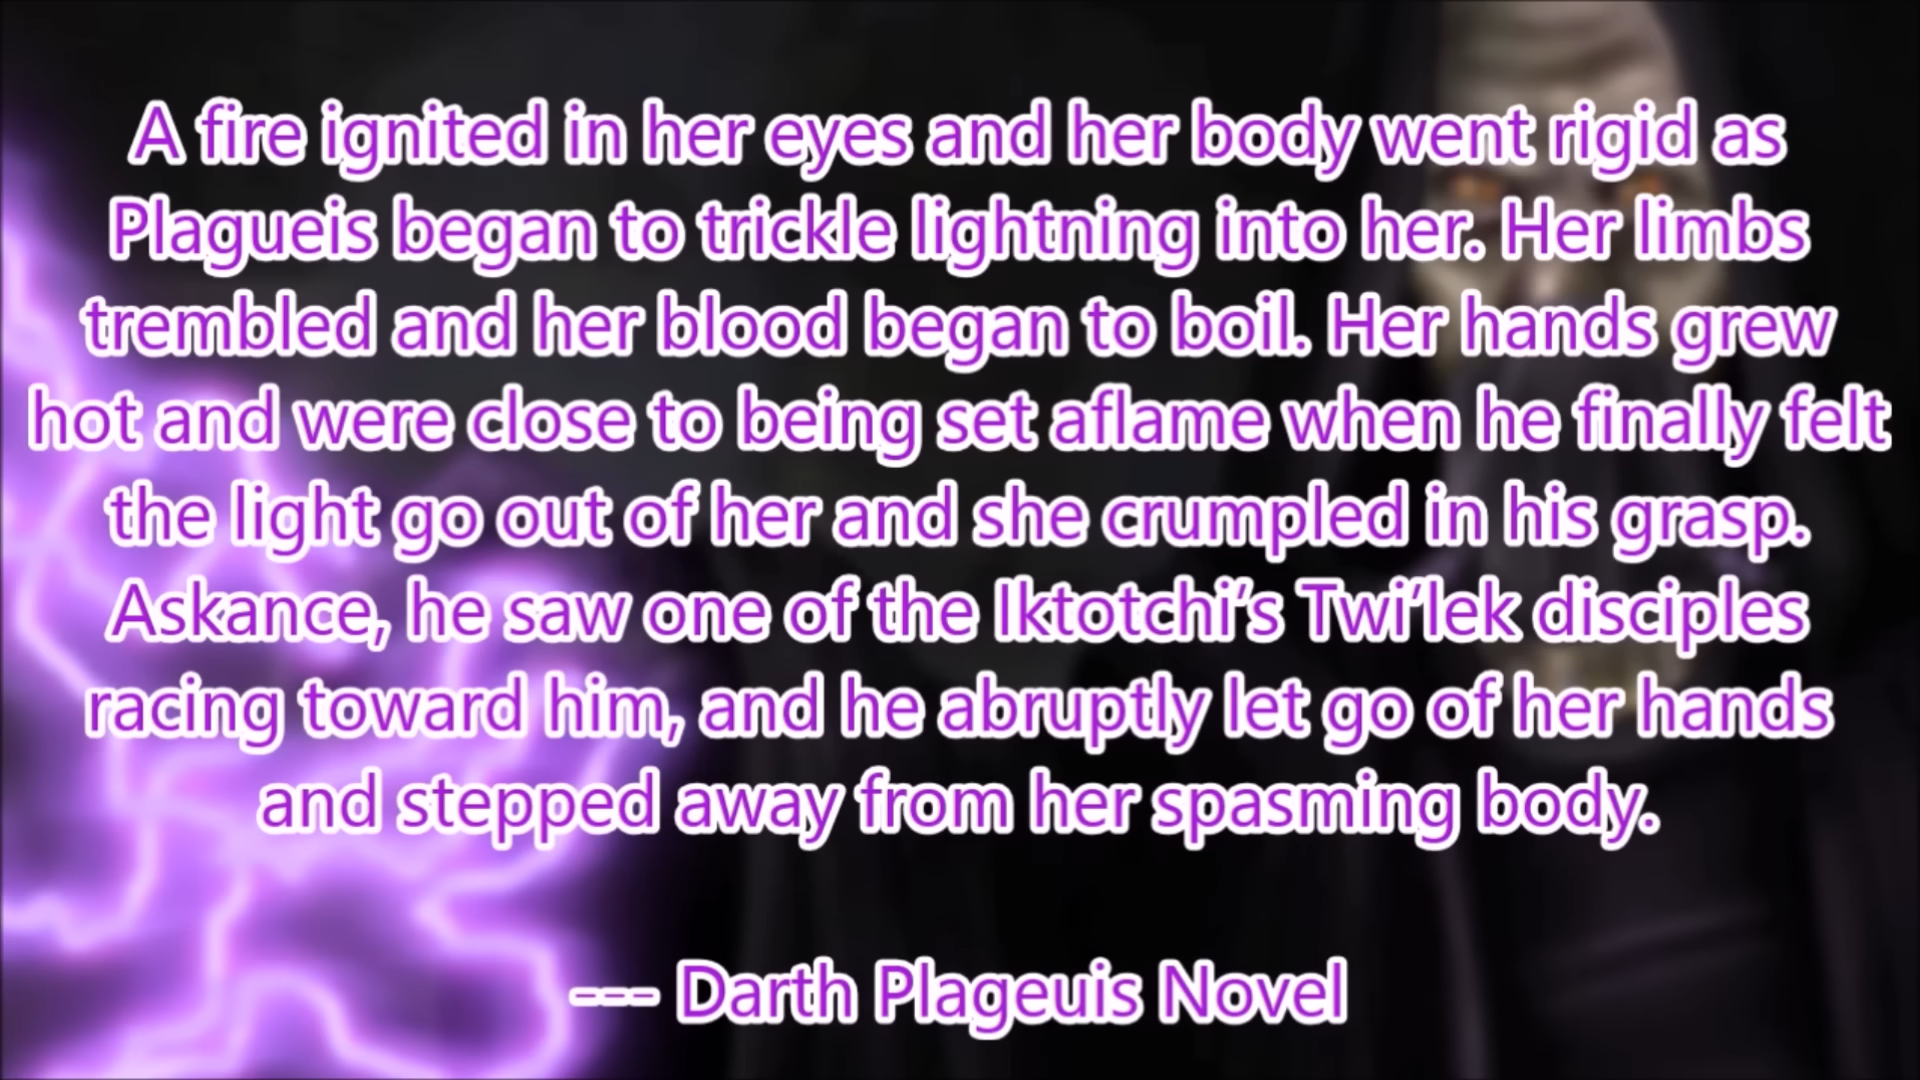 A fire ignited in her eyes and her body went rigid as
Plagueis began to trickle lightning into her. Her limbs
trembled and her blood began to boil. Her hands grew
hot and were close to being set aflame when he finally felt
the light go out of her and she crumpled in his grasp.
Askance, he saw one of the Iktotchi’s Twi’lek disciples
racing toward him, and he abruptly let go of her hands
and stepped away from her spasming body.
--- Darth Plageuis Novel